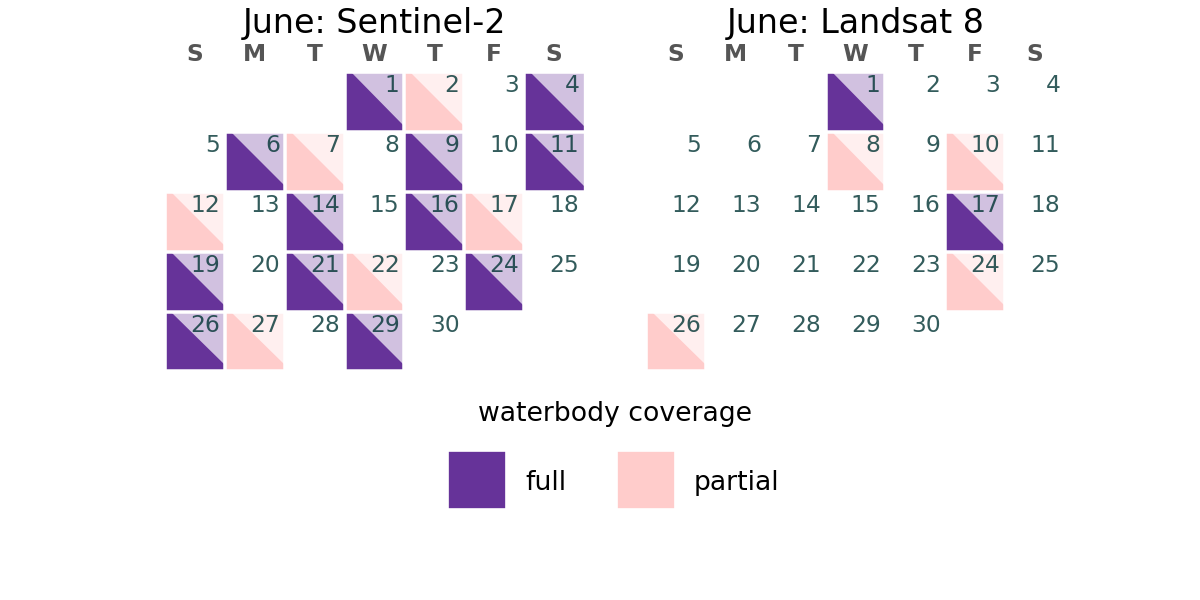 June: Sentinel-2
S M T W T F S
1 2 3 4
5 6 7 8 9 10 11
12 13 14 15 16 17 18
19 20 21 22 23 24 25
26 27 28 29 30
June: Landsat 8
S M T W T F S
1 2 3 4
5 6 7 8 9 10 11
12 13 14 15 16 17 18
19 20 21 22 23 24 25
26 27 28 29 30
waterbody coverage
full partial